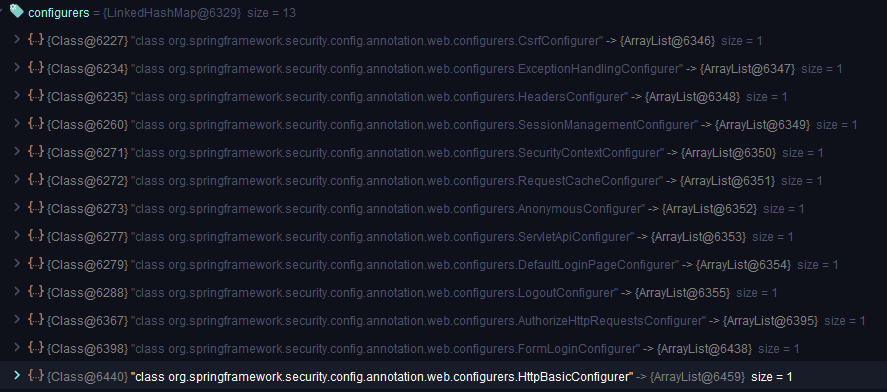 configurers = {LinkedHashMap@6329} size = 13
{...} {Class@6227} "class org.springframework.security.config.annotation.web.configurers.CsrfConfigurer" -> {ArrayList@6346} size = 1
{...} {Class@6234} "class org.springframework.security.config.annotation.web.configurers.ExceptionHandlingConfigurer" -> {ArrayList@6347} size = 1
{...} {Class@6235} "class org.springframework.security.config.annotation.web.configurers.HeadersConfigurer" -> {ArrayList@6348} size = 1
{...} {Class@6260} "class org.springframework.security.config.annotation.web.configurers.SessionManagementConfigurer" -> {ArrayList@6349} size = 1
{...} {Class@6271} "class org.springframework.security.config.annotation.web.configurers.SecurityContextConfigurer" -> {ArrayList@6350} size = 1
{...} {Class@6272} "class org.springframework.security.config.annotation.web.configurers.RequestCacheConfigurer" -> {ArrayList@6351} size = 1
{...} {Class@6273} "class org.springframework.security.config.annotation.web.configurers.AnonymousConfigurer" -> {ArrayList@6352} size = 1
{...} {Class@6277} "class org.springframework.security.config.annotation.web.configurers.ServletApiConfigurer" -> {ArrayList@6353} size = 1
{...} {Class@6279} "class org.springframework.security.config.annotation.web.configurers.DefaultLoginPageConfigurer" -> {ArrayList@6354} size = 1
{...} {Class@6288} "class org.springframework.security.config.annotation.web.configurers.LogoutConfigurer" -> {ArrayList@6355} size = 1
{...} {Class@6367} "class org.springframework.security.config.annotation.web.configurers.AuthorizeHttpRequestsConfigurer" -> {ArrayList@6395} size = 1
{...} {Class@6398} "class org.springframework.security.config.annotation.web.configurers.FormLoginConfigurer" -> {ArrayList@6438} size = 1
{...} {Class@6440} "class org.springframework.security.config.annotation.web.configurers.HttpBasicConfigurer" -> {ArrayList@6459} size = 1